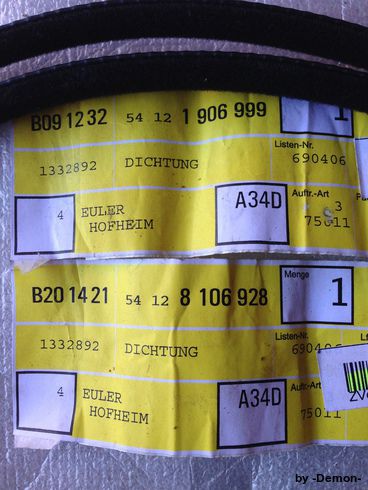 B09 12 32 54 12 1 906 999 1
Listen-Nr.
1332892 DICHTUNG 690406
Auftr.-Art
4 EULER A34D 3
HOFHEIM 75011
B20 14 21 54 12 8 106 928 Menge 1
Listen-Nr.
1332892 DICHTUNG 690406
Auftr.-Art
4 EULER A34D
HOFHEIM 75011
by -Demon-